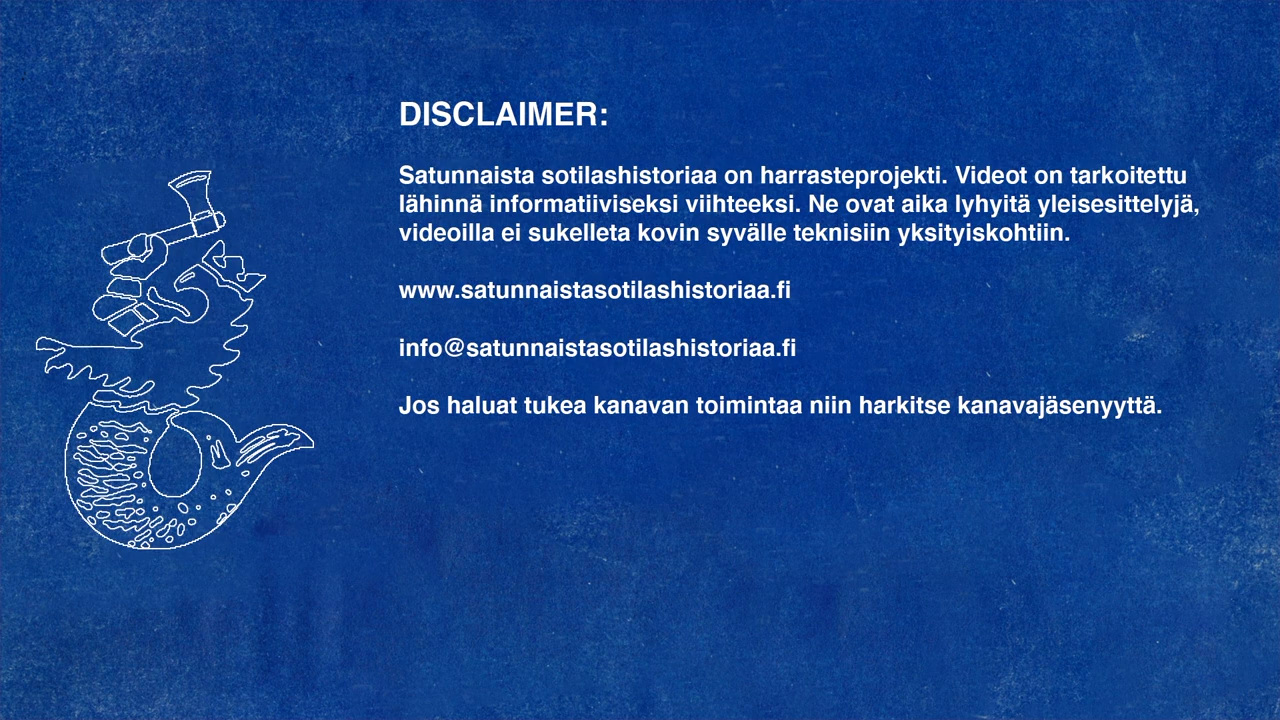 DISCLAIMER:
Satunnaista sotilashistoriaa on harrasteprojekti. Videot on tarkoitettu
lähinnä informatiiviseksi viihteeksi. Ne ovat aika lyhyitä yleisesittelyjä,
videoilla ei sukelleta kovin syvälle teknisiin yksityiskohtiin.
www.satunnaistasotilashistoriaa.fi
info@satunnaistasotilashistoriaa.fi
Jos haluat tukea kanavan toimintaa niin harkitse kanavajäsenyyttä.